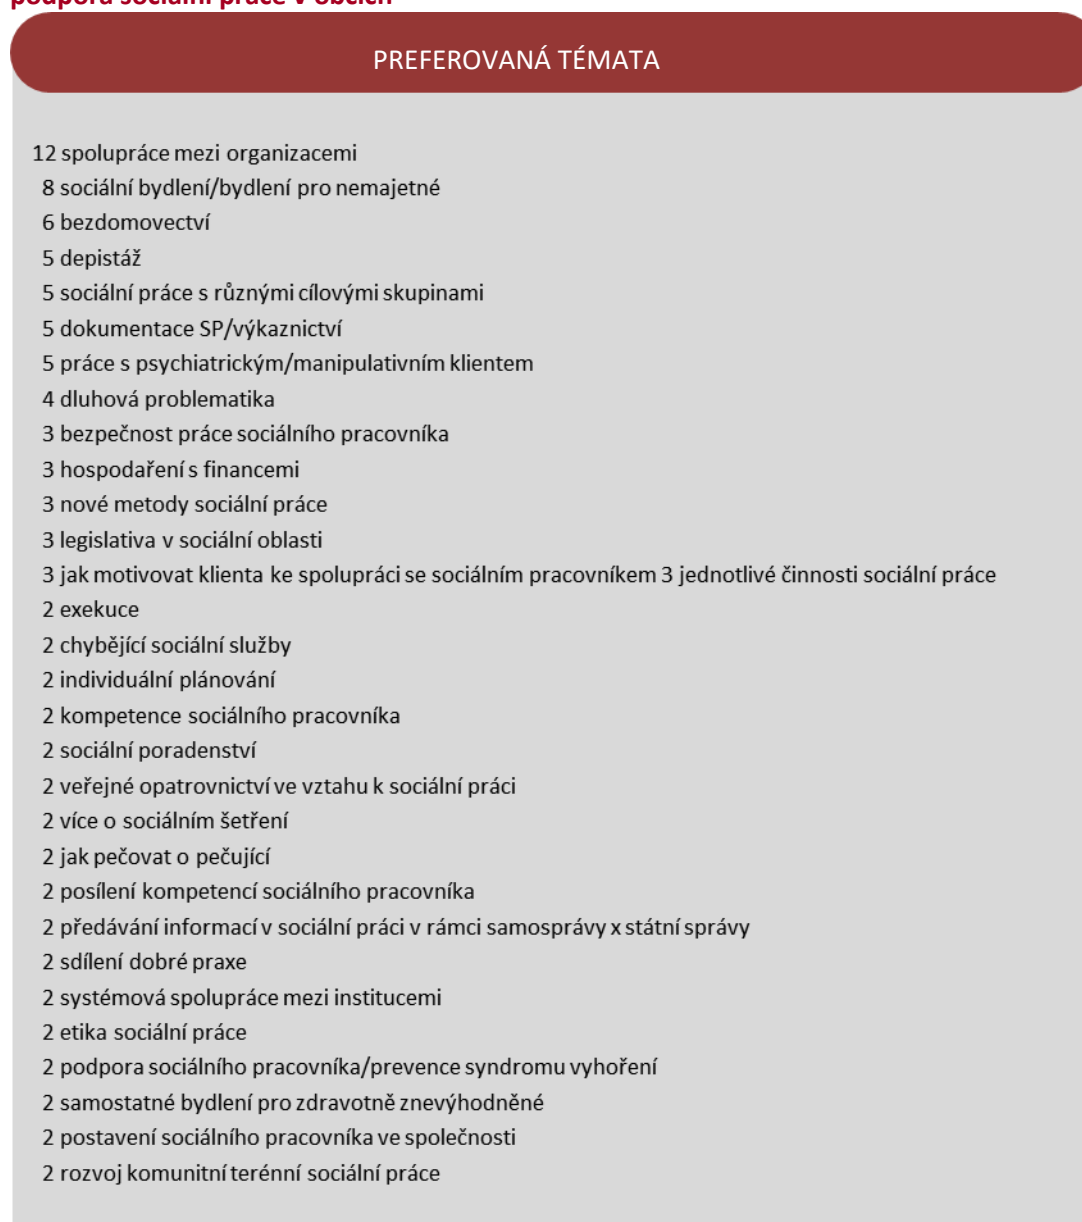 podpora sociální práce v obcích
PREFEROVANÁ TÉMATA
12 spolupráce mezi organizacemi
8 sociální bydlení/bydlení pro nemajetné
6 bezdomovectví
5 depistáž
5 sociální práce s různými cílovými skupinami
5 dokumentace SP/výkaznictví
5 práce s psychiatrickým/manipulativním klientem
4 dluhová problematika
3 bezpečnost práce sociálního pracovníka
3 hospodaření s financemi
3 nové metody sociální práce
3 legislativa v sociální oblasti
3 jak motivovat klienta ke spolupráci se sociálním pracovníkem 3 jednotlivé činnosti sociální práce
2 exekuce
2 chybějící sociální služby
2 individuální plánování
2 kompetence sociálního pracovníka
2 sociální poradenství
2 veřejné opatrovnictví ve vztahu k sociální práci
2 více o sociálním šetření
2 jak pečovat o pečující
2 posílení kompetencí sociálního pracovníka
2 předávání informací v sociální práci v rámci samosprávy x státní správy
2 sdílení dobré praxe
2 systémová spolupráce mezi institucemi
2 etika sociální práce
2 podpora sociálního pracovníka/prevence syndromu vyhoření
2 samostatné bydlení pro zdravotně znevýhodněné
2 postavení sociálního pracovníka ve společnosti
2 rozvoj komunitní terénní sociální práce